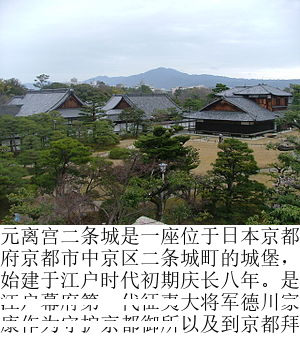 元离宫二条城是一座位于日本京都
府京都市中京区二条城町的城堡，
始建于江户时代初期庆长八年。是
江户幕府第一代征夷大将军德川家
康作为守护京都御所以及到京都拜